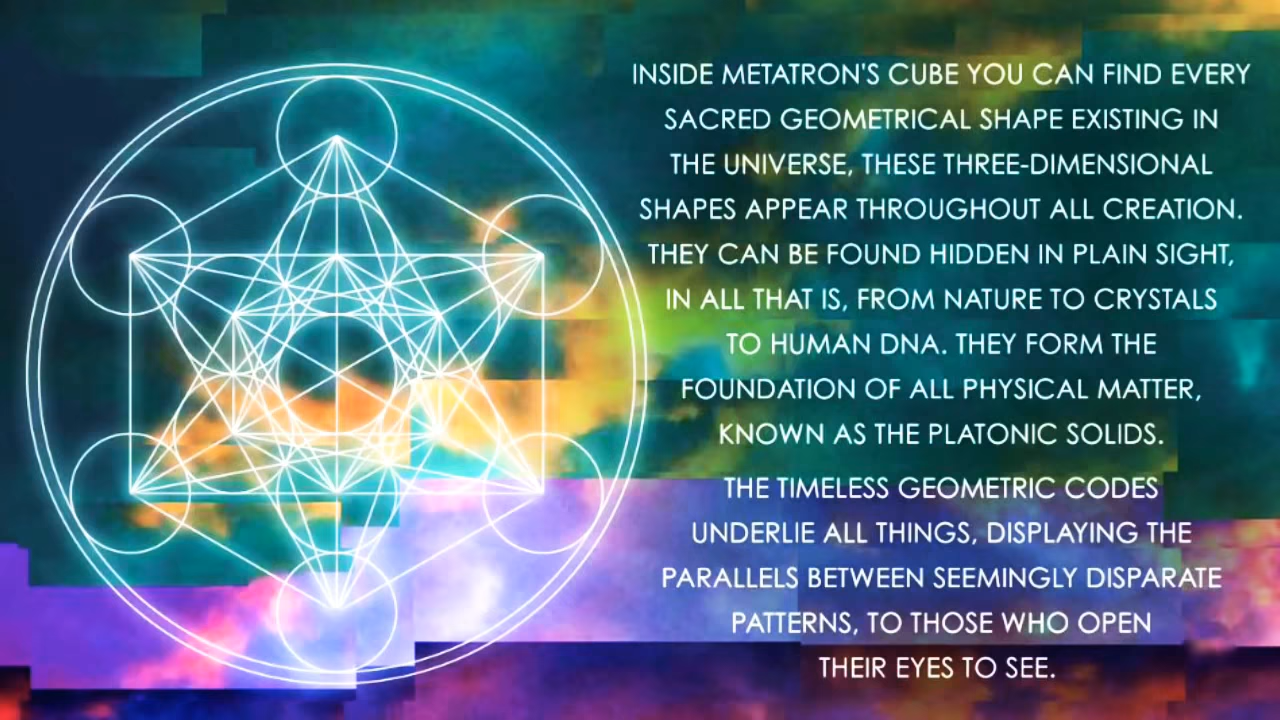 INSIDE METATRON'S CUBE YOU CAN FIND EVERY
SACRED GEOMETRICAL SHAPE EXISTING IN
THE UNIVERSE, THESE THREE-DIMENSIONAL
SHAPES APPEAR THROUGHOUT ALL CREATION.
THEY CAN BE FOUND HIDDEN IN PLAIN SIGHT,
IN ALL THAT IS, FROM NATURE TO CRYSTALS
TO HUMAN DNA. THEY FORM THE
FOUNDATION OF ALL PHYSICAL MATTER,
KNOWN AS THE PLATONIC SOLIDS.
THE TIMELESS GEOMETRIC CODES
UNDERLIE ALL THINGS, DISPLAYING THE
PARALLELS BETWEEN SEEMINGLY DISPARATE
PATTERNS, TO THOSE WHO OPEN
THEIR EYES TO SEE.